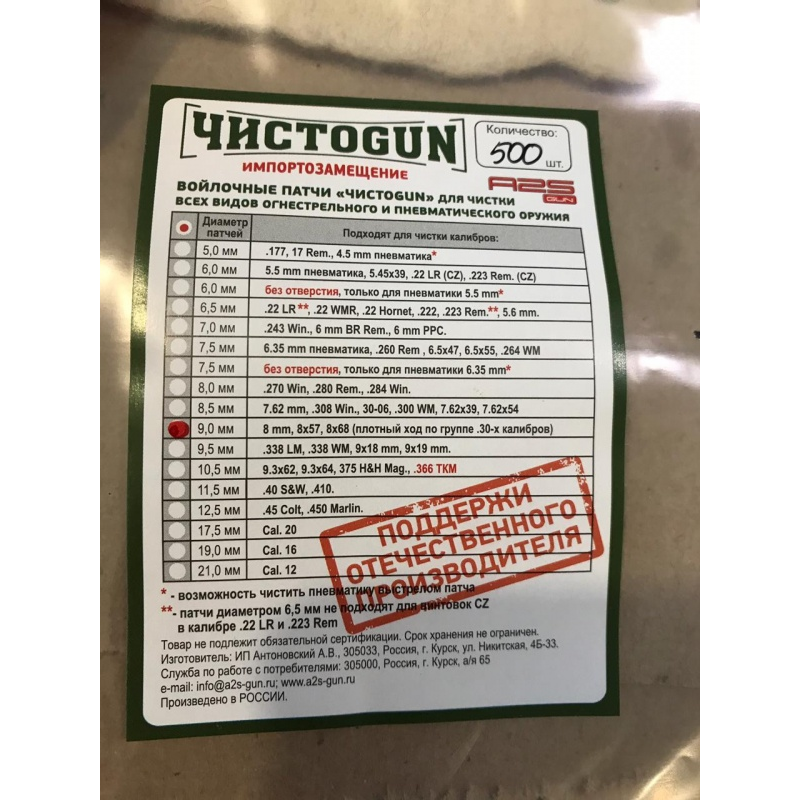 ЧИСТОGUN
Количество:
500 шт.
ИМПОРТОЗАМЕЩЕНИЕ
A2S
GUN
ВОЙЛОЧНЫЕ ПАТЧИ «ЧИСТОGUN» ДЛЯ ЧИСТКИ
ВСЕХ ВИДОВ ОГНЕСТРЕЛЬНОГО И ПНЕВМАТИЧЕСКОГО ОРУЖИЯ
Диаметр патчей Подходят для чистки калибров:
5,0 мм .177, 17 Rem., 4.5 mm пневматика*
6,0 мм 5.5 mm пневматика, 5.45x39, .22 LR (CZ), .223 Rem. (CZ)
6,0 мм без отверстия, только для пневматики 5.5 mm*
6,5 мм .22 LR**, .22 WMR, .22 Hornet, .222, .223 Rem.**, 5.6 mm.
7,0 мм .243 Win., 6 mm BR Rem., 6 mm PPC.
7,5 мм 6.35 mm пневматика, .260 Rem , 6.5x47, 6.5x55, .264 WM
7,5 мм без отверстия, только для пневматики 6.35 mm*
8,0 мм .270 Win, .280 Rem., .284 Win.
8,5 мм 7.62 mm, .308 Win., 30-06, .300 WM, 7.62x39, 7.62x54
9,0 мм 8 mm, 8x57, 8x68 (плотный ход по группе .30-х калибров)
9,5 мм .338 LM, .338 WM, 9x18 mm, 9x19 mm.
10,5 мм 9.3x62, 9.3x64, 375 H&H Mag., .366 ТКМ
11,5 мм .40 S&W, .410.
12,5 мм .45 Colt, .450 Marlin.
17,5 мм Cal. 20
19,0 мм Cal. 16
21,0 мм Cal. 12
ПОДДЕРЖИ
ОТЕЧЕСТВЕННОГО
ПРОИЗВОДИТЕЛЯ
* - возможность чистить пневматику выстрелом патча
**- патчи диаметром 6,5 мм не подходят для винтовок CZ
в калибре .22 LR и .223 Rem
Товар не подлежит обязательной сертификации. Срок хранения не ограничен.
Изготовитель: ИП Антоновский А.В., 305033, Россия, г. Курск, ул. Никитская, 4Б-33.
Служба по работе с потребителями: 305000, Россия, г. Курск, а/я 65
e-mail: info@a2s-gun.ru; www.a2s-gun.ru
Произведено в РОССИИ.